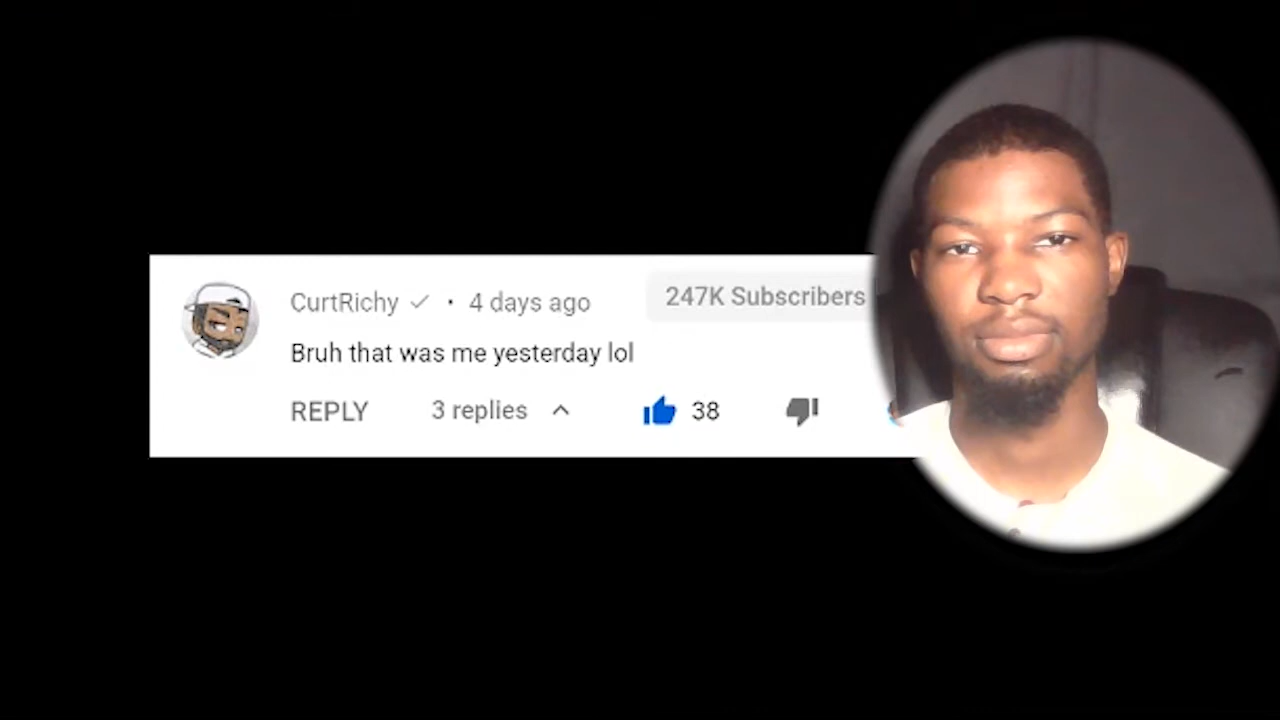 CurtRichy ✓ · 4 days ago 247K Subscribers
Bruh that was me yesterday lol
REPLY 3 replies 38